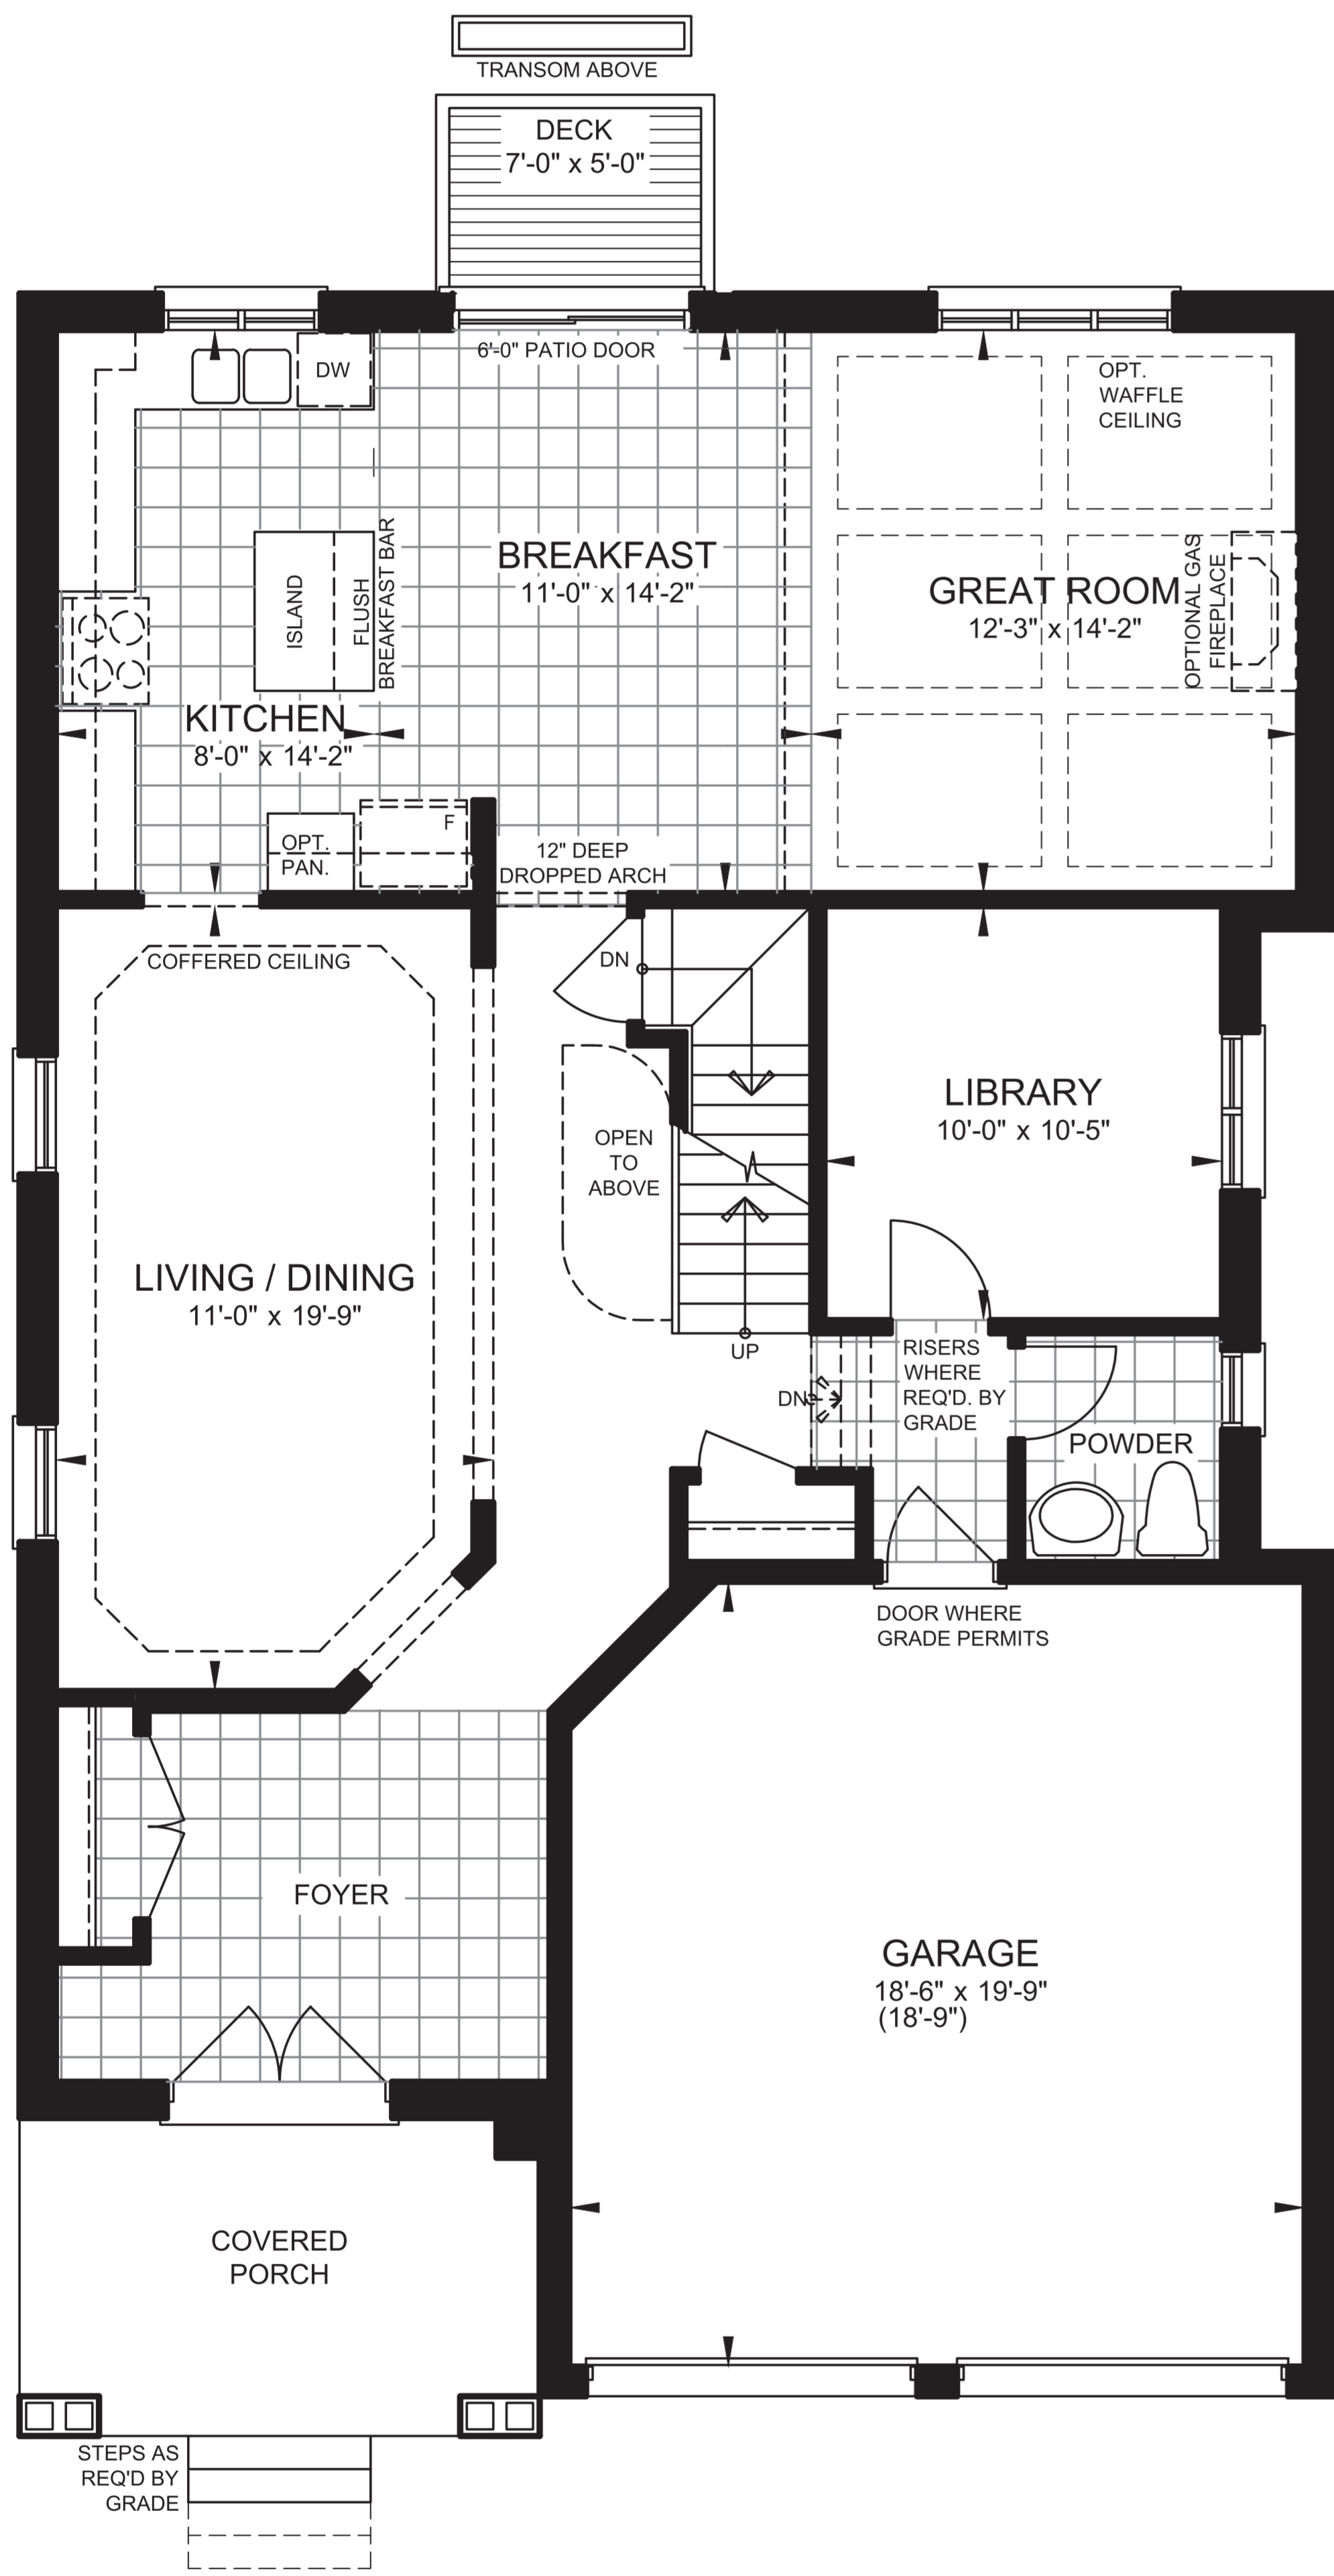 TRANSOM ABOVE
DECK
7'-0" x 5'-0"
6'-0" PATIO DOOR
DW
OPT.
WAFFLE
CEILING
ISLAND
FLUSH
BREAKFAST BAR
BREAKFAST
11'-0" x 14'-2"
GREAT ROOM
12'-3" x 14'-2"
OPTIONAL GAS
FIREPLACE
KITCHEN
8'-0" x 14'-2"
F
OPT.
PAN.
12" DEEP
DROPPED ARCH
COFFERED CEILING
DN
LIBRARY
10'-0" x 10'-5"
OPEN
TO
ABOVE
LIVING / DINING
11'-0" x 19'-9"
UP
RISERS
WHERE
REQ'D. BY
GRADE
DN
POWDER
DOOR WHERE
GRADE PERMITS
FOYER
GARAGE
18'-6" x 19'-9"
(18'-9")
COVERED
PORCH
STEPS AS
REQ'D BY
GRADE